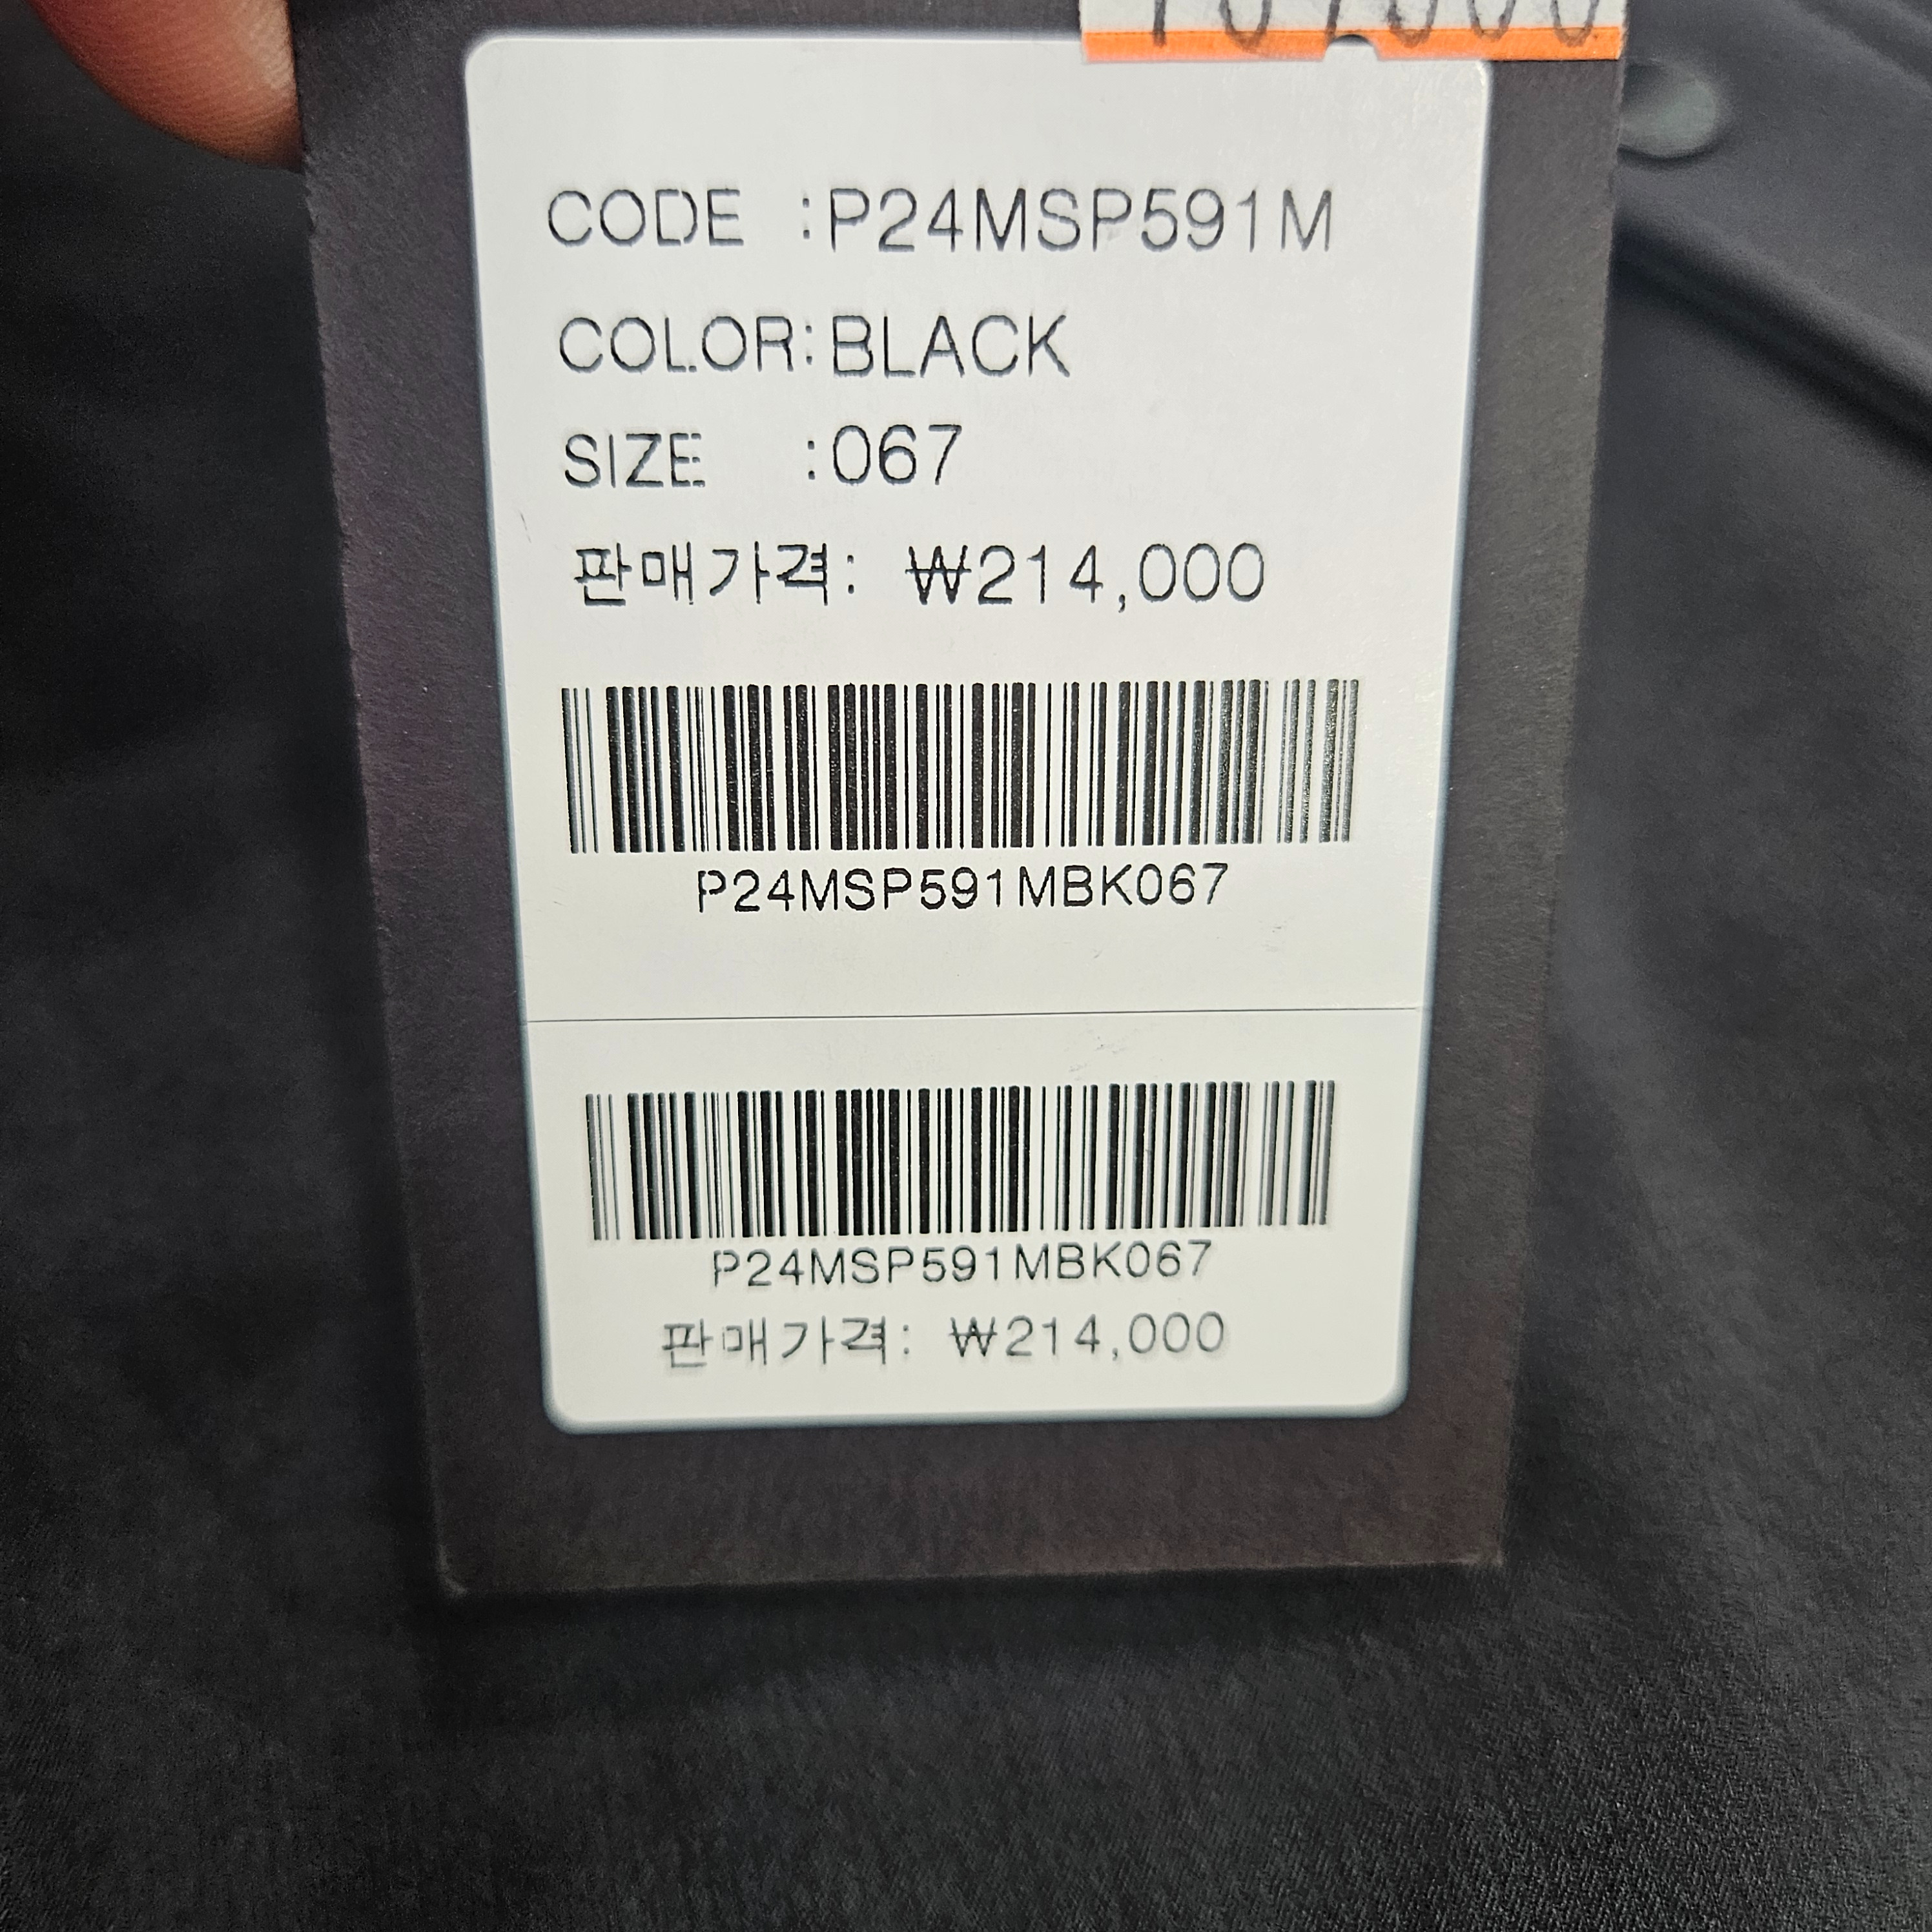 CODE :P24MSP591M
COLOR:BLACK
SIZE :067
판매가격: ₩214,000
P24MSP591MBK067
P24MSP591MBK067
판매가격: ₩214,000